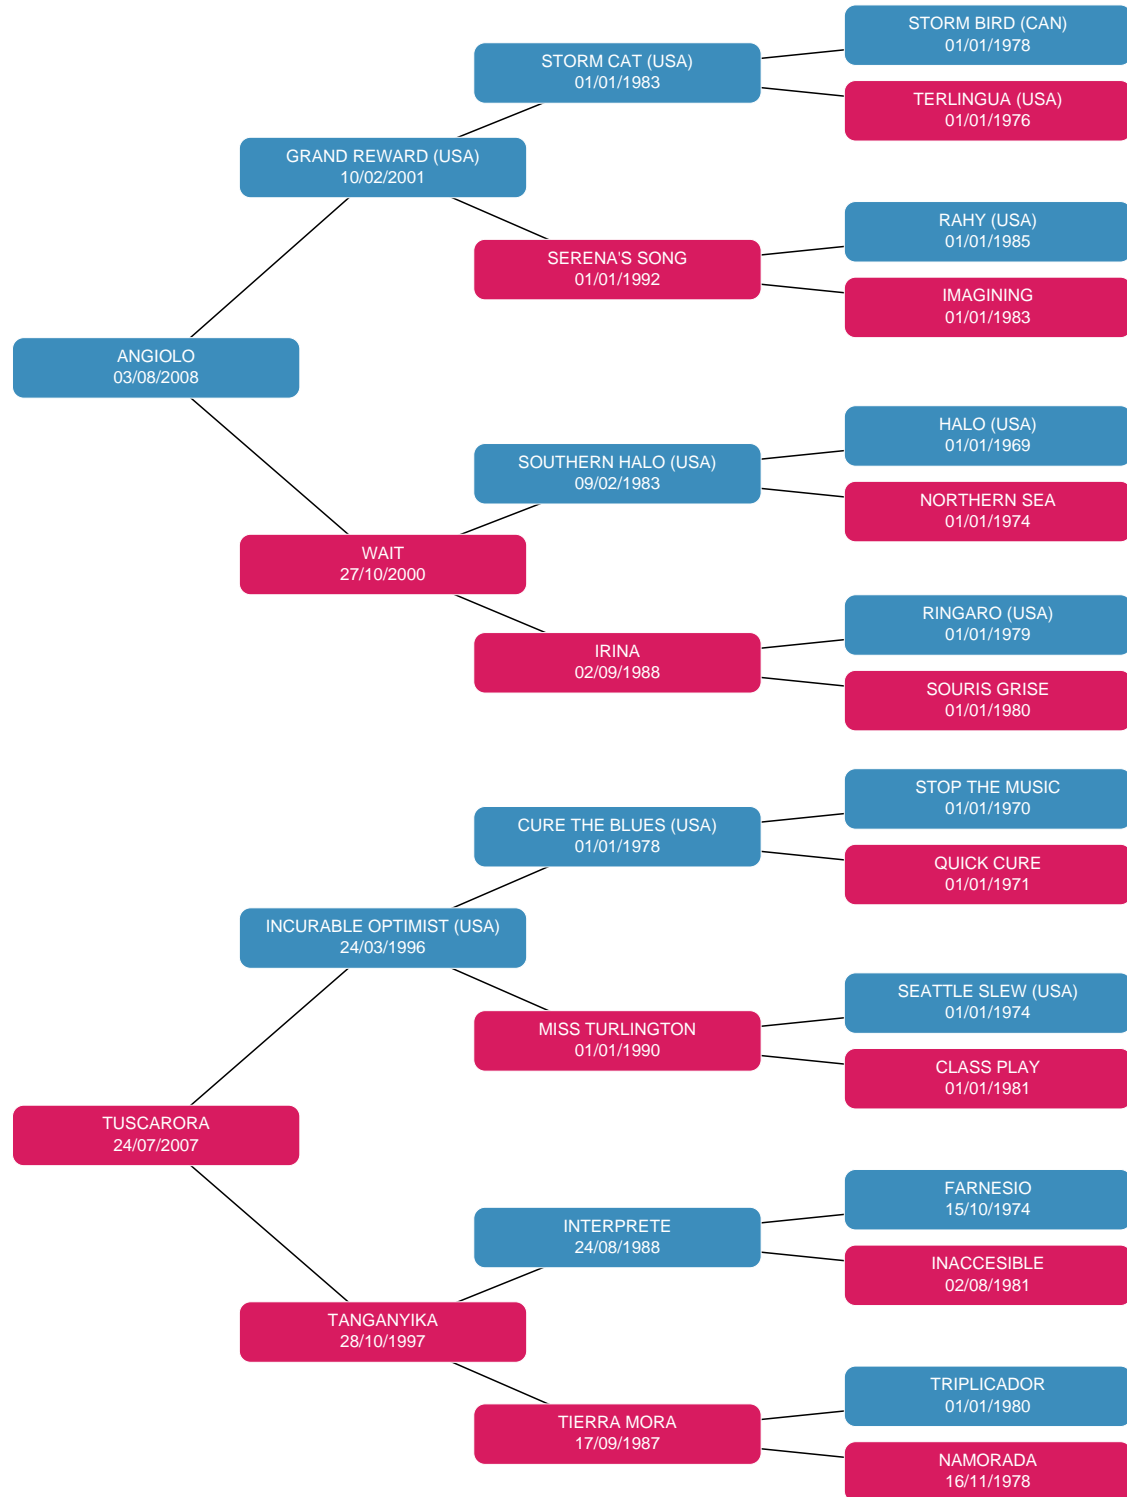 STORM BIRD (CAN)
01/01/1978
STORM CAT (USA)
01/01/1983
TERLINGUA (USA)
01/01/1976
GRAND REWARD (USA)
10/02/2001
RAHY (USA)
01/01/1985
SERENA'S SONG
01/01/1992
IMAGINING
01/01/1983
ANGIOLO
03/08/2008
HALO (USA)
01/01/1969
SOUTHERN HALO (USA)
09/02/1983
NORTHERN SEA
01/01/1974
WAIT
27/10/2000
RINGARO (USA)
01/01/1979
IRINA
02/09/1988
SOURIS GRISE
01/01/1980
STOP THE MUSIC
01/01/1970
CURE THE BLUES (USA)
01/01/1978
QUICK CURE
01/01/1971
INCURABLE OPTIMIST (USA)
24/03/1996
SEATTLE SLEW (USA)
01/01/1974
MISS TURLINGTON
01/01/1990
CLASS PLAY
01/01/1981
TUSCARORA
24/07/2007
FARNESIO
15/10/1974
INTERPRETE
24/08/1988
INACCESIBLE
02/08/1981
TANGANYIKA
28/10/1997
TRIPLICADOR
01/01/1980
TIERRA MORA
17/09/1987
NAMORADA
16/11/1978